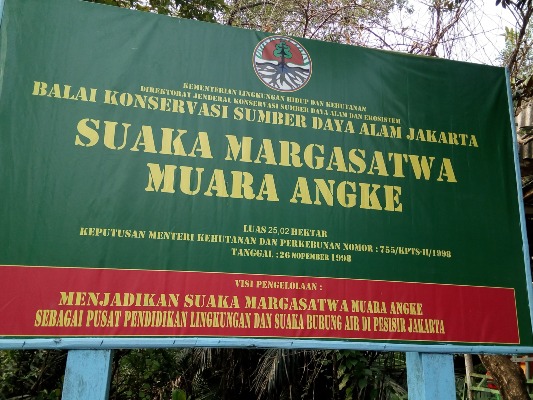 KEMENTERIAN LINGKUNGAN HIDUP DAN KEHUTANAN
DIREKTORAT JENDERAL KONSERVASI SUMBER DAYA ALAM DAN EKOSISTEM
BALAI KONSERVASI SUMBER DAYA ALAM JAKARTA
SUAKA MARGASATWA
MUARA ANGKE
LUAS 25,02 HEKTAR
KEPUTUSAN MENTERI KEHUTANAN DAN PERKEBUNAN NOMOR : 755/KPTS-II/1998
TANGGAL : 26 NOPEMBER 1998
VISI PENGELOLAAN :
MENJADIKAN SUAKA MARGASATWA MUARA ANGKE
SEBAGAI PUSAT PENDIDIKAN LINGKUNGAN DAN SUAKA BURUNG AIR DI PESISIR JAKARTA